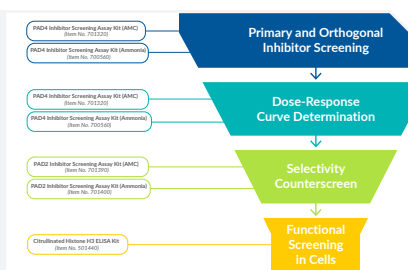 PAD4 Inhibitor Screening Assay Kit (AMC)
(Item No. 701320)
PAD4 Inhibitor Screening Assay Kit (Ammonia)
(Item No. 700560)
Primary and Orthogonal
Inhibitor Screening
PAD4 Inhibitor Screening Assay Kit (AMC)
(Item No. 701320)
PAD4 Inhibitor Screening Assay Kit (Ammonia)
(Item No. 700560)
Dose-Response
Curve Determination
PAD2 Inhibitor Screening Assay Kit (AMC)
(Item No. 701390)
PAD2 Inhibitor Screening Assay Kit (Ammonia)
(Item No. 701400)
Selectivity
Counterscreen
Citrullinated Histone H3 ELISA Kit
(Item No. 501440)
Functional
Screening
in Cells